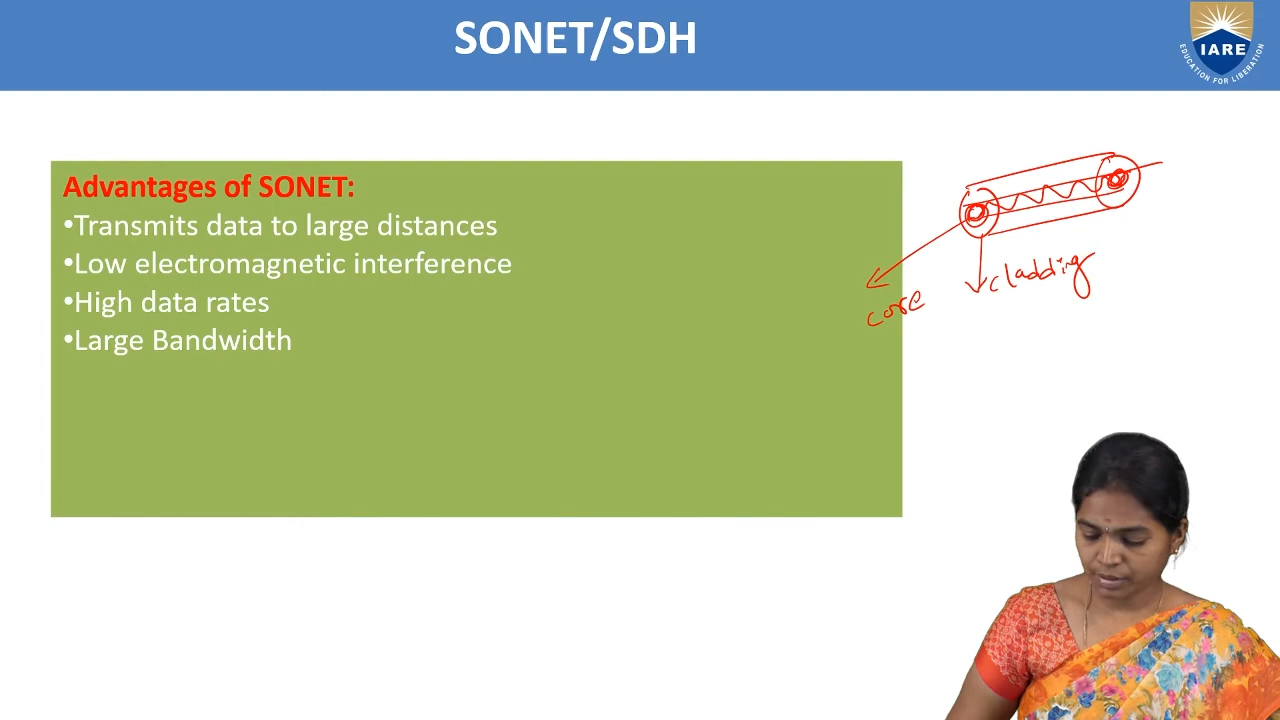 SONET/SDH
IARE
EDUCATION FOR LIBERATION
Advantages of SONET:
•Transmits data to large distances
•Low electromagnetic interference
•High data rates
•Large Bandwidth
cladding
core